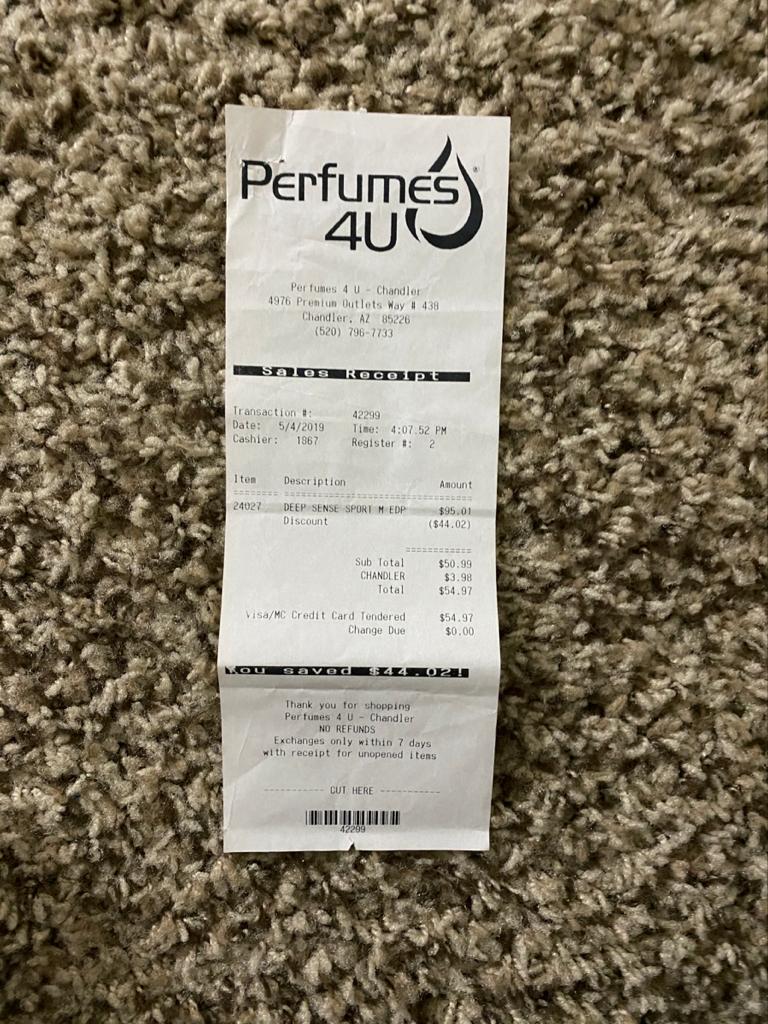 Perfumes
4U
®
Perfumes 4 U - Chandler
4976 Premium Outlets Way # 438
Chandler, AZ 85226
(520) 796-7733
Sales Receipt
Transaction #: 42299
Date: 5/4/2019 Time: 4:07:52 PM
Cashier: 1867 Register #: 2
Item Description Amount
24027 DEEP SENSE SPORT M EDP $95.01
Discount ($44.02)
Sub Total $50.99
CHANDLER $3.98
Total $54.97
Visa/MC Credit Card Tendered $54.97
Change Due $0.00
You saved $44.02!
Thank you for shopping
Perfumes 4 U - Chandler
NO REFUNDS
Exchanges only within 7 days
with receipt for unopened items
---------- CUT HERE ----------
42299